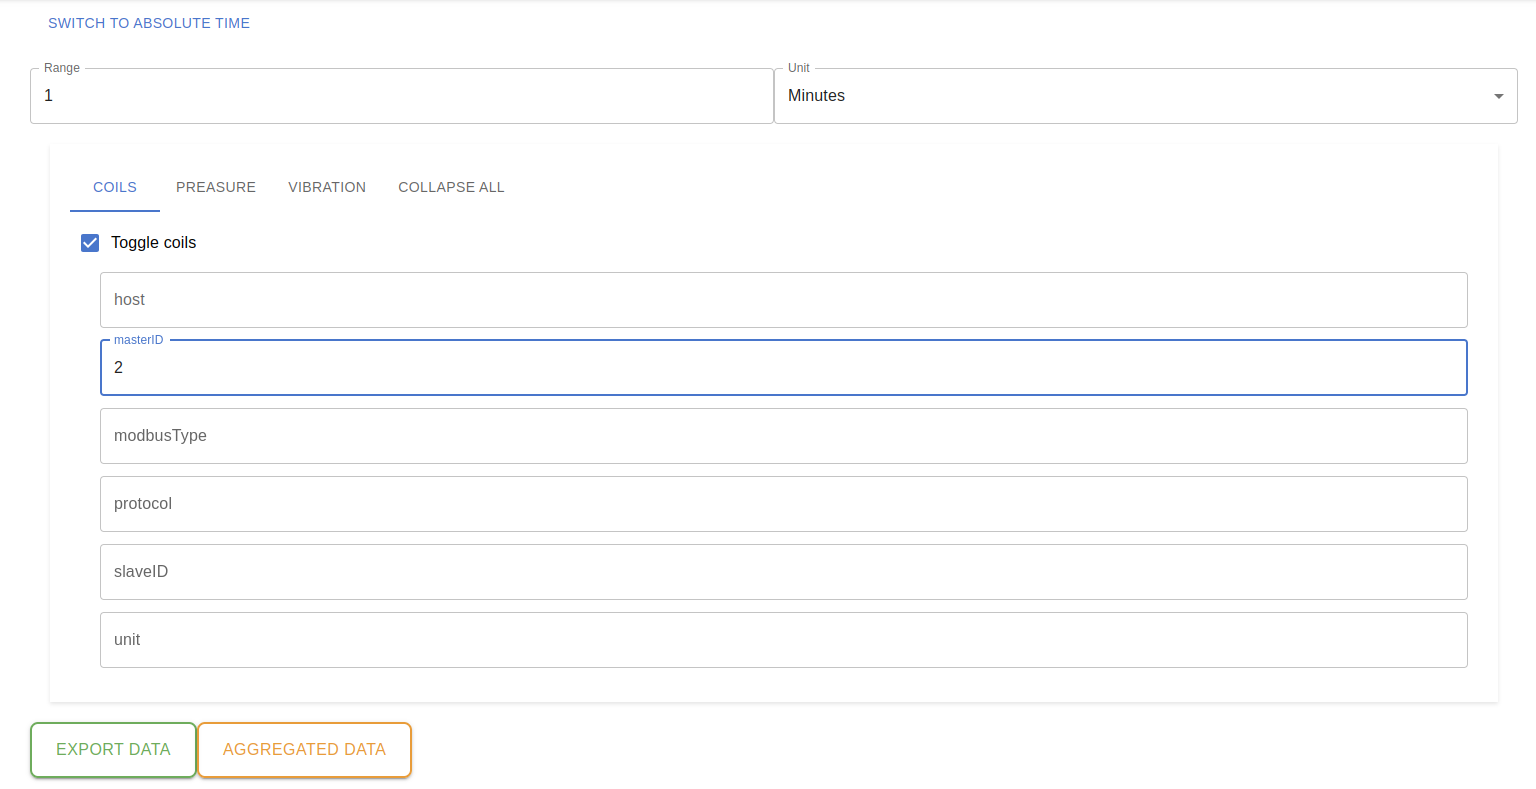 SWITCH TO ABSOLUTE TIME
Range
1
Unit
Minutes
COILS PREASURE VIBRATION COLLAPSE ALL
Toggle coils
host
masterID
2
modbusType
protocol
slaveID
unit
EXPORT DATA AGGREGATED DATA